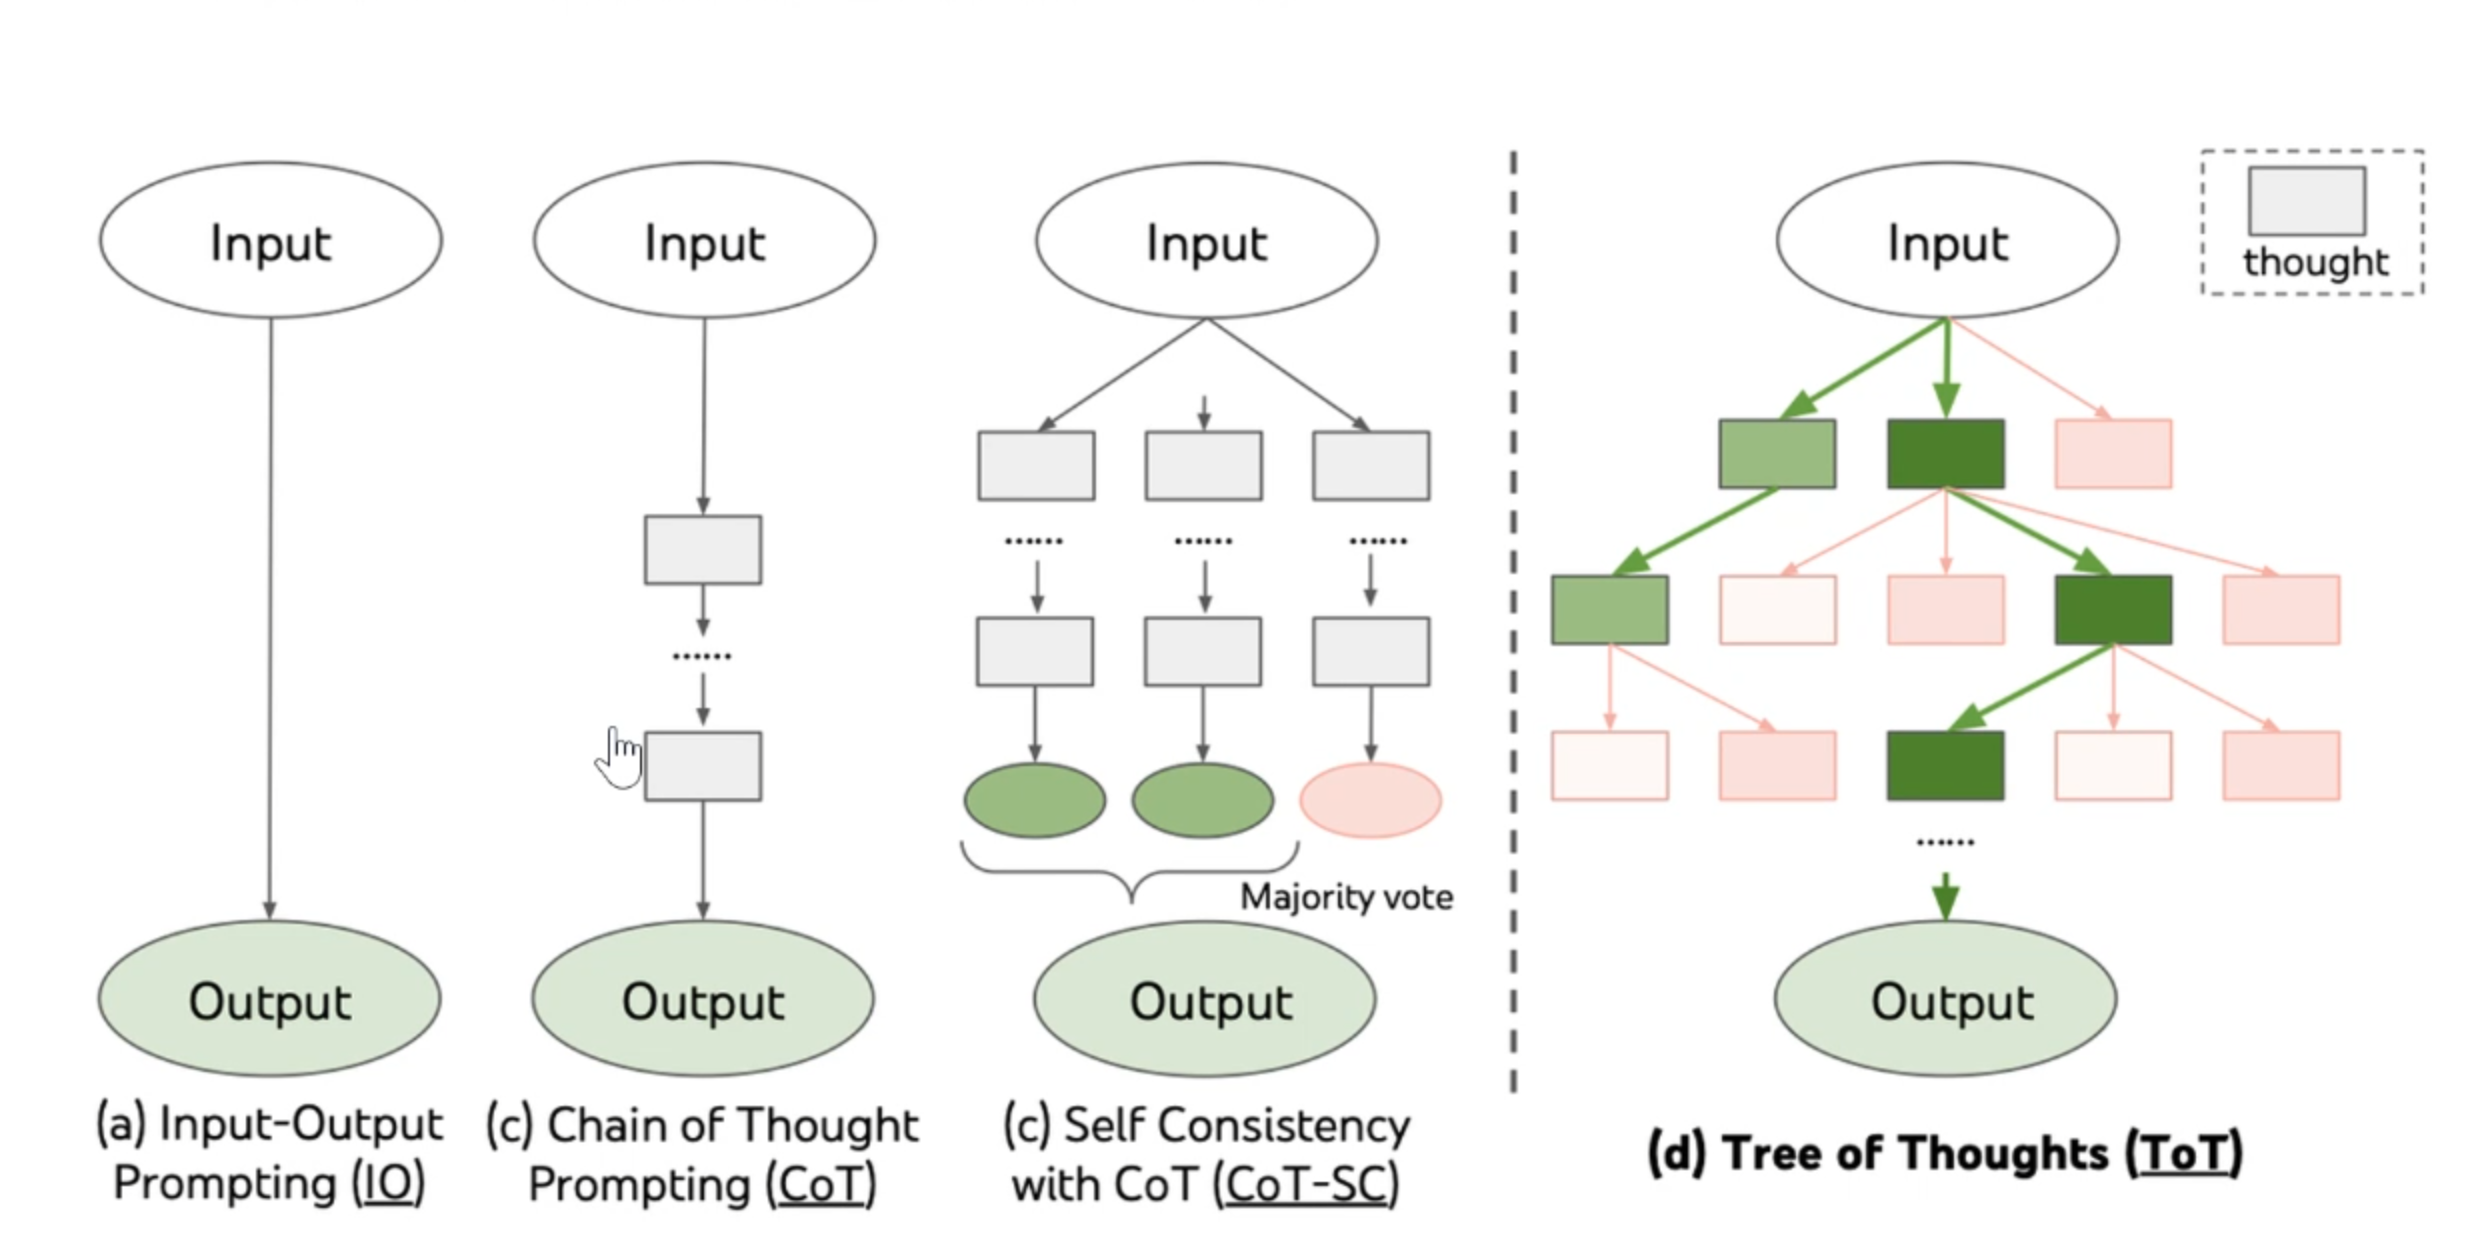 Input
Input
Input
Input
thought
......
......
......
......
Majority vote
......
Output
Output
Output
Output
(a) Input-Output
Prompting (IO)
(c) Chain of Thought
Prompting (CoT)
(c) Self Consistency
with CoT (CoT-SC)
(d) Tree of Thoughts (ToT)